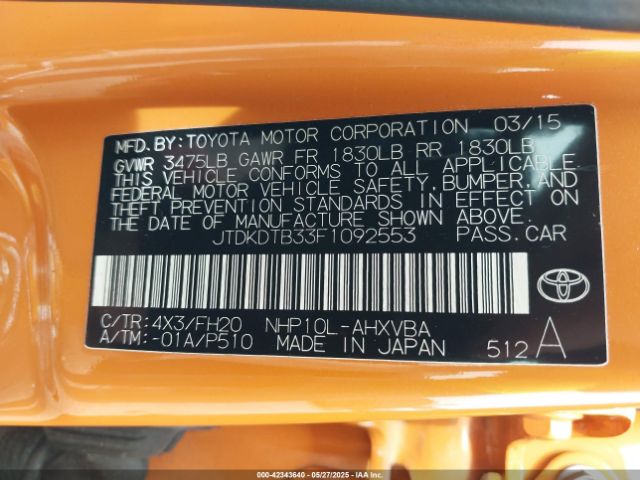 MFD. BY: TOYOTA MOTOR CORPORATION 03/15
GVWR 3475LB GAWR FR 1830LB RR 1830LB
THIS VEHICLE CONFORMS TO ALL APPLICABLE
FEDERAL MOTOR VEHICLE SAFETY, BUMPER, AND
THEFT PREVENTION STANDARDS IN EFFECT ON
THE DATE OF MANUFACTURE SHOWN ABOVE.
JTDKDTB33F1092553 PASS. CAR
C/TR: 4X3/FH20 NHP10L-AHXVBA
A/TM: -01A/P510 MADE IN JAPAN 512 A
TOYOTA
000-42343640 - 05/27/2025 - IAAI.COM